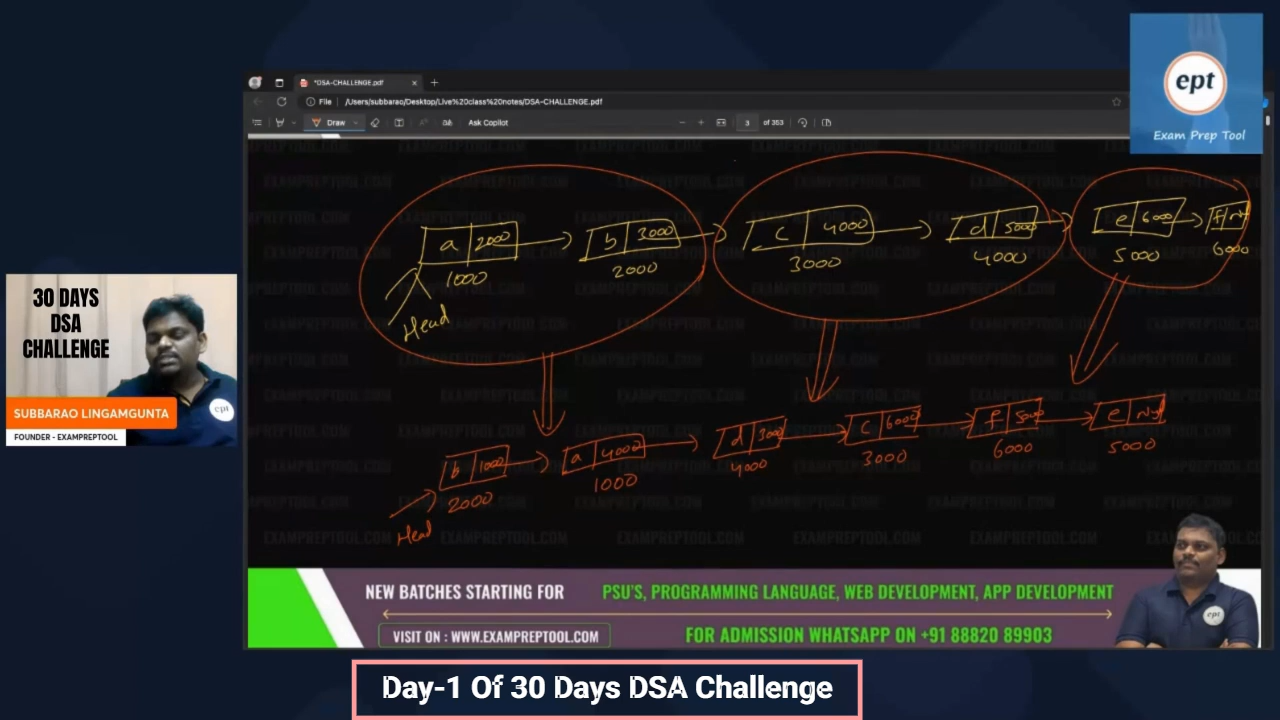 30 DAYS
DSA
CHALLENGE
SUBBARAO LINGAMGUNTA
ept
FOUNDER - EXAMPREPTOOL
*DSA-CHALLENGE.pdf
File | /Users/subbarao/Desktop/Live%20class%20notes/DSA-CHALLENGE.pdf
Draw
Ask Copilot
3 of 353
ept
Exam Prep Tool
a 2000 b 3000 c 4000 d 5000 e 6000
1000 2000 3000 4000 5000 6000
Head
b 1000 a 4000 d 3000 c 6000 f e
2000 1000 4000 3000 6000 5000
Head
EXAMPREPTOOL.COM
NEW BATCHES STARTING FOR PSU'S, PROGRAMMING LANGUAGE, WEB DEVELOPMENT, APP DEVELOPMENT
VISIT ON : WWW.EXAMPREPTOOL.COM FOR ADMISSION WHATSAPP ON +91 88820 89903
ept
Day-1 Of 30 Days DSA Challenge